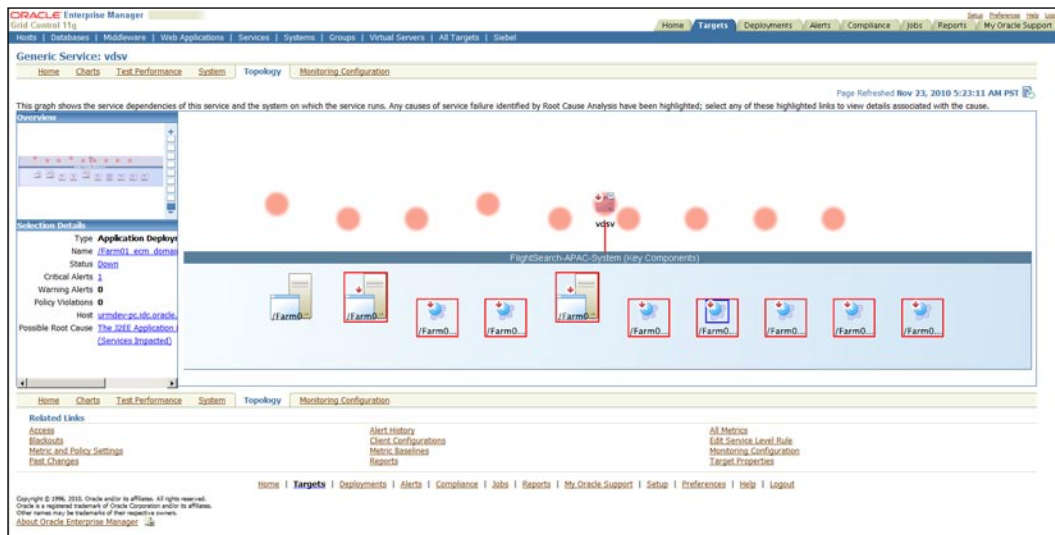 ORACLE Enterprise Manager
Grid Control 11g
Setup Preferences Help
Home Targets Deployments Alerts Compliance Jobs Reports My Oracle Support
Hosts | Databases | Middleware | Web Applications | Services | Systems | Groups | Virtual Servers | All Targets | Siebel
Generic Service: vdsv
Home Charts Test Performance System Topology Monitoring Configuration
Page Refreshed Nov 23, 2010 5:23:11 AM PST
This graph shows the service dependencies of this service and the system on which the service runs. Any causes of service failure identified by Root Cause Analysis have been highlighted; select any of these highlighted links to view details associated with the cause.
Overview
vdsv
Selection Details
Type Application Deploy
Name /Farm01_ecm_domai
Status Down
Critical Alerts 1
Warning Alerts 0
Policy Violations 0
Host urmdev-pc.idc.oracle.
Possible Root Cause The J2EE Application
(Services Impacted)
FlightSearch-APAC-System (Key Components)
/Farm0... /Farm0... /Farm0... /Farm0... /Farm0... /Farm0... /Farm0... /Farm0... /Farm0... /Farm0...
Home Charts Test Performance System Topology Monitoring Configuration
Related Links
Access Alert History All Metrics
Blackouts Client Configurations Edit Service Level Rule
Metric and Policy Settings Metric Baselines Monitoring Configuration
Past Changes Reports Target Properties
Home | Targets | Deployments | Alerts | Compliance | Jobs | Reports | My Oracle Support | Setup | Preferences | Help | Logout
Copyright © 1996, 2010, Oracle and/or its affiliates. All rights reserved.
Oracle is a registered trademark of Oracle Corporation and/or its affiliates.
Other names may be trademarks of their respective owners.
About Oracle Enterprise Manager